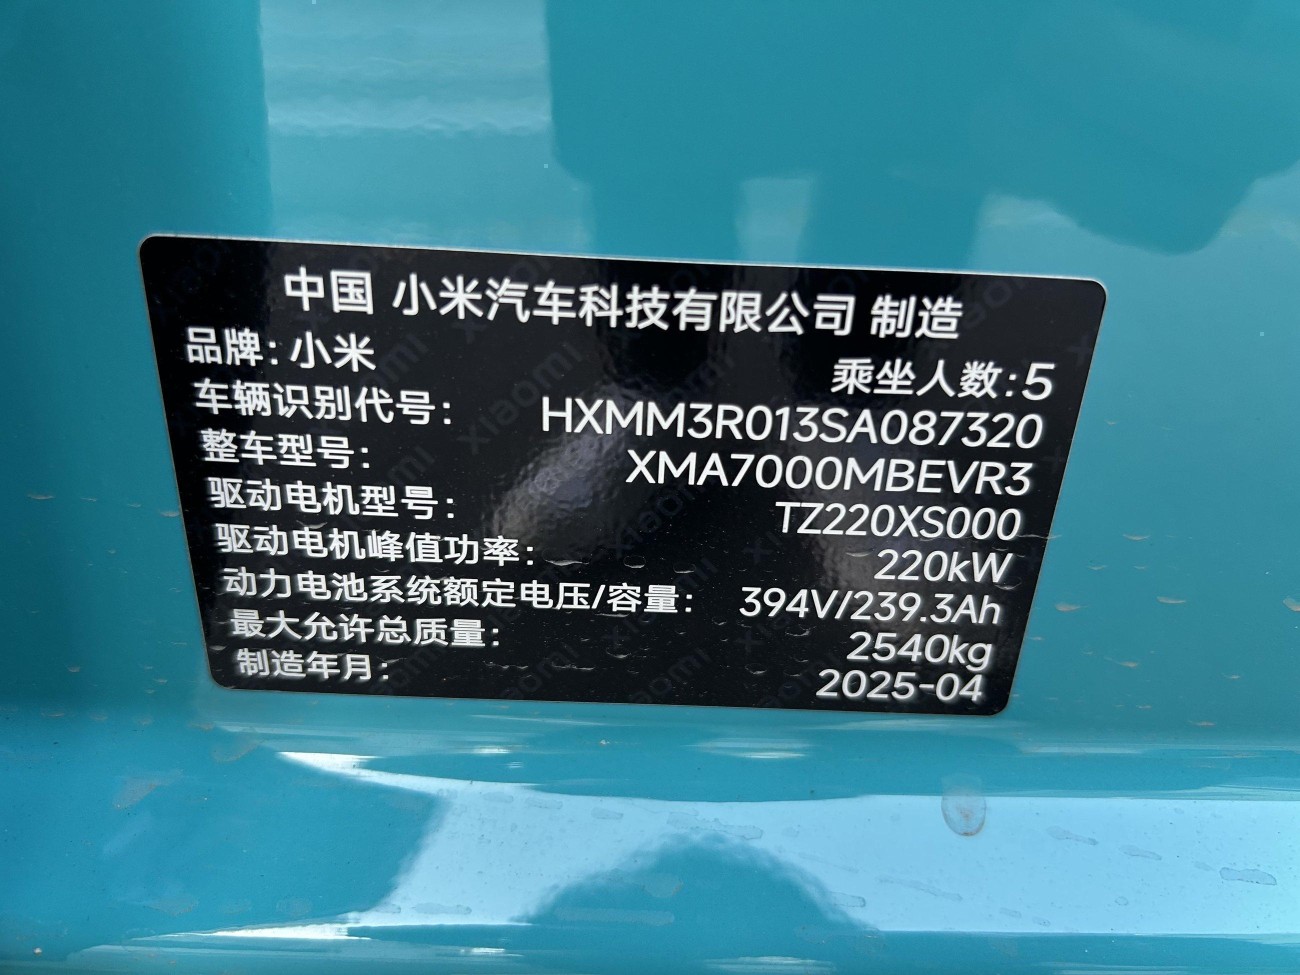 中国 小米汽车科技有限公司 制造
品牌：小米
乘坐人数：5
车辆识别代号： HXMM3R013SA087320
整车型号： XMA7000MBEVR3
驱动电机型号： TZ220XS000
驱动电机峰值功率： 220kW
动力电池系统额定电压/容量： 394V/239.3Ah
最大允许总质量： 2540kg
制造年月： 2025-04